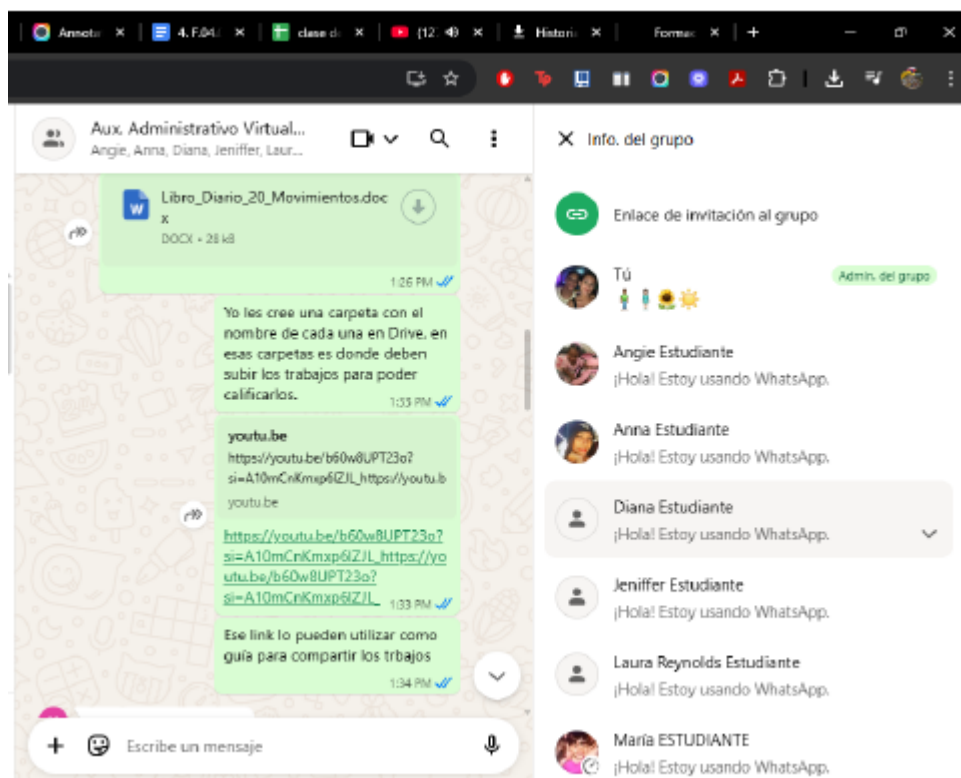 Annota
4. F.04.
clase d
(12
Histori
Formac
Aux. Administrativo Virtual...
Angie, Anna, Diana, Jeniffer, Laur...
Libro_Diario_20_Movimientos.doc
x
DOCX • 28 kB
1:26 PM
Yo les cree una carpeta con el
nombre de cada una en Drive. en
esas carpetas es donde deben
subir los trabajos para poder
calificarlos.
1:33 PM
youtu.be
https://youtu.be/b60w8UPT23o?
si=A10mCnKmxp6lZJL_https://youtu.b
youtu.be
https://youtu.be/b60w8UPT23o?
si=A10mCnKmxp6lZJL_https://yo
utu.be/b60w8UPT23o?
si=A10mCnKmxp6lZJL_
1:33 PM
Ese link lo pueden utilizar como
guía para compartir los trbajos
1:34 PM
Escribe un mensaje
Info. del grupo
Enlace de invitación al grupo
Tú
Admin. del grupo
Angie Estudiante
¡Hola! Estoy usando WhatsApp.
Anna Estudiante
¡Hola! Estoy usando WhatsApp.
Diana Estudiante
¡Hola! Estoy usando WhatsApp.
Jeniffer Estudiante
¡Hola! Estoy usando WhatsApp.
Laura Reynolds Estudiante
¡Hola! Estoy usando WhatsApp.
María ESTUDIANTE
¡Hola! Estoy usando WhatsApp.